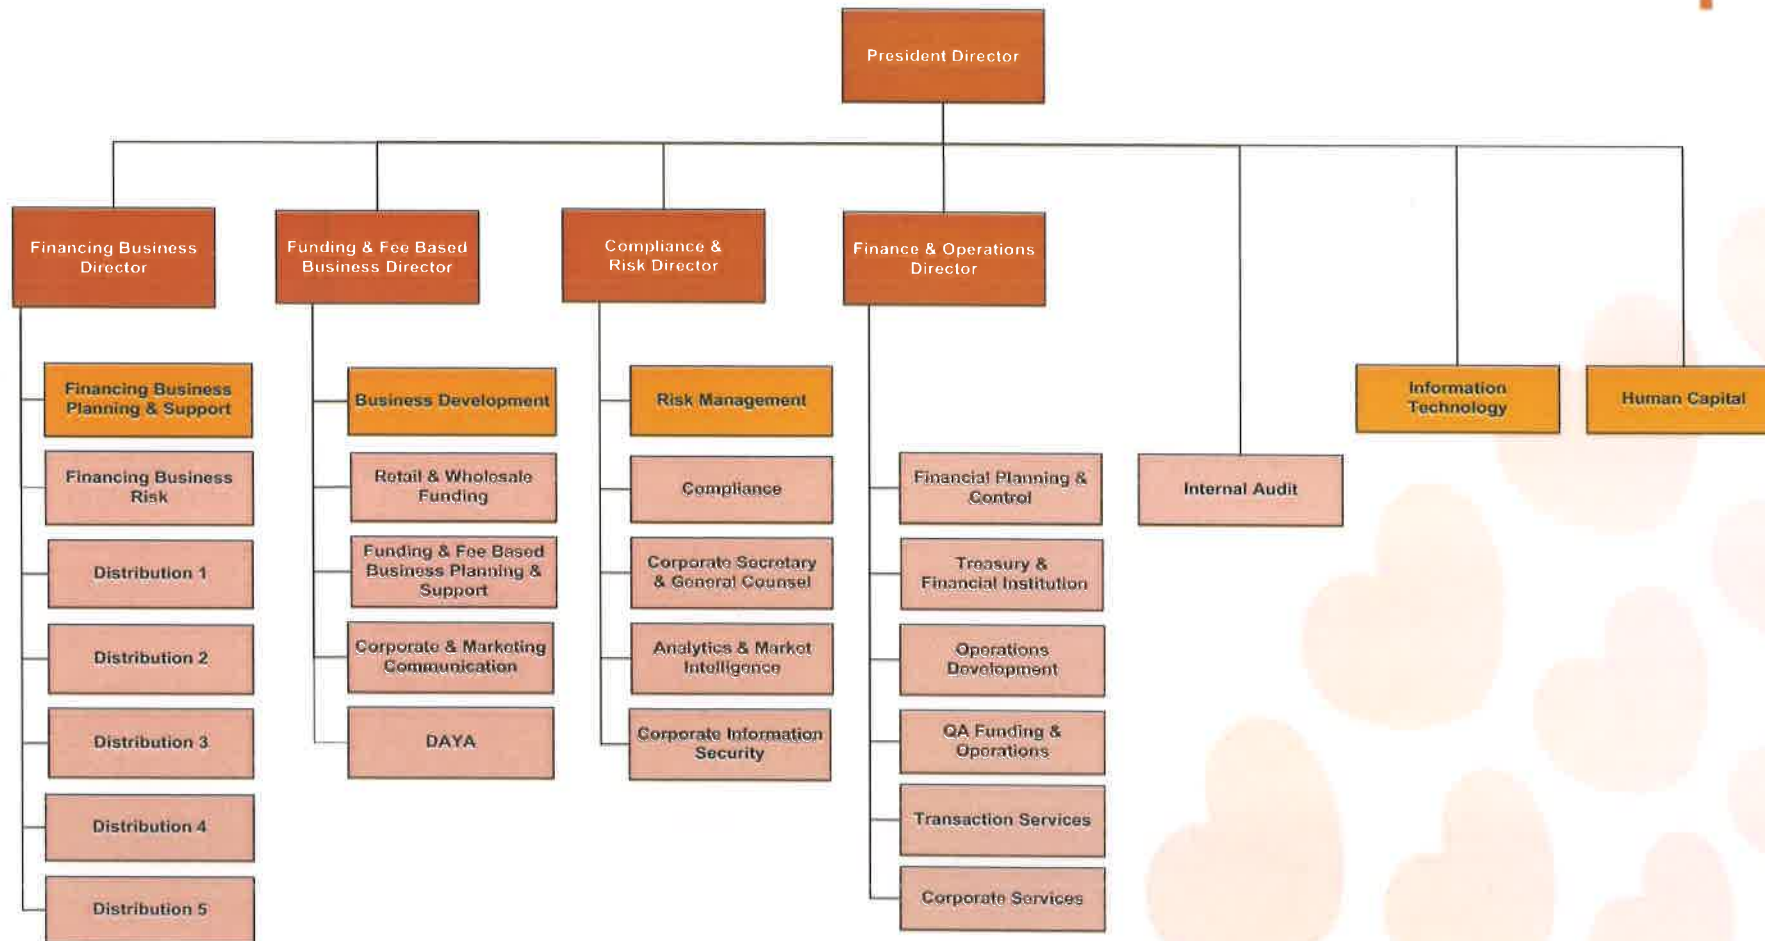 President Director
Financing Business
Director
Funding & Fee Based
Business Director
Compliance &
Risk Director
Finance & Operations
Director
Financing Business
Planning & Support
Financing Business
Risk
Distribution 1
Distribution 2
Distribution 3
Distribution 4
Distribution 5
Business Development
Retail & Wholesale
Funding
Funding & Fee Based
Business Planning &
Support
Corporate & Marketing
Communication
DAYA
Risk Management
Compliance
Corporate Secretary
& General Counsel
Analytics & Market
Intelligence
Corporate Information
Security
Financial Planning &
Control
Treasury &
Financial Institution
Operations
Development
QA Funding &
Operations
Transaction Services
Corporate Services
Internal Audit
Information
Technology
Human Capital